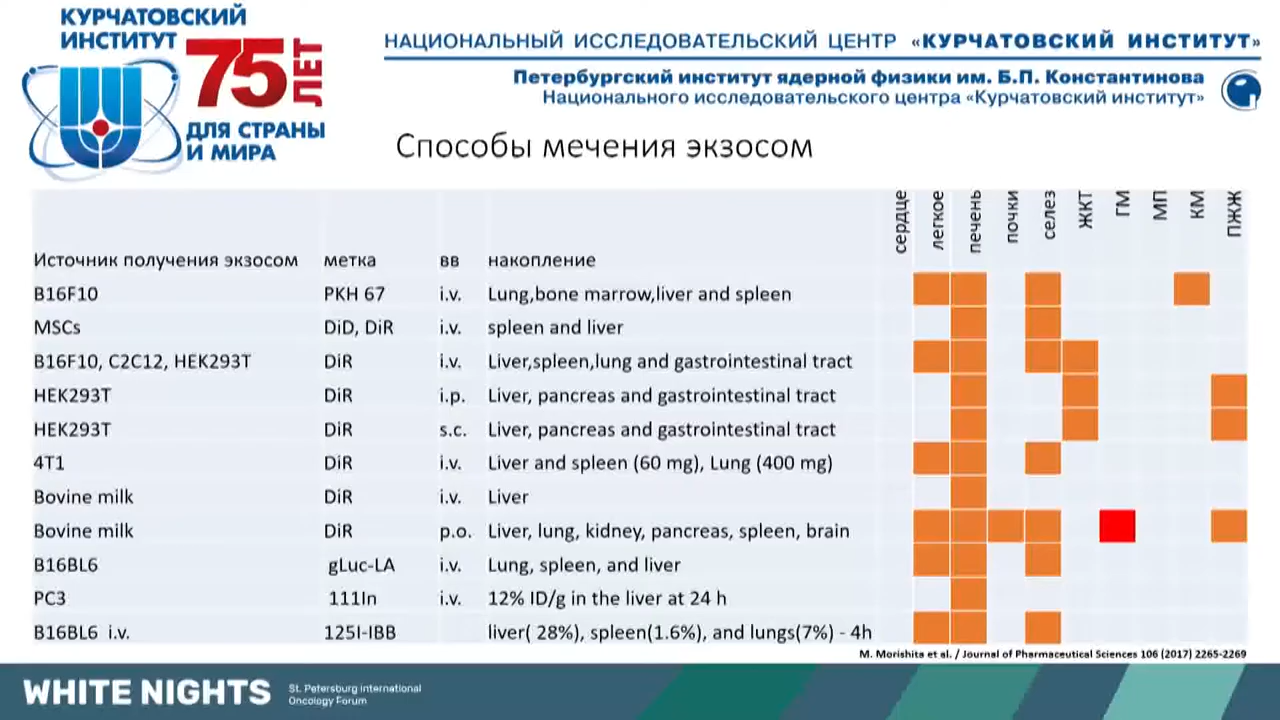 КУРЧАТОВСКИЙ
ИНСТИТУТ
75 ЛЕТ
ДЛЯ СТРАНЫ
И МИРА
НАЦИОНАЛЬНЫЙ ИССЛЕДОВАТЕЛЬСКИЙ ЦЕНТР «КУРЧАТОВСКИЙ ИНСТИТУТ»
Петербургский институт ядерной физики им. Б.П. Константинова
Национального исследовательского центра «Курчатовский институт»
Способы мечения экзосом
Источник получения экзосом метка вв накопление сердце легкое печень почки селез ЖКТ ГМ МП КМ ПЖЖ
B16F10 PKH 67 i.v. Lung,bone marrow,liver and spleen
MSCs DiD, DiR i.v. spleen and liver
B16F10, C2C12, HEK293T DiR i.v. Liver,spleen,lung and gastrointestinal tract
HEK293T DiR i.p. Liver, pancreas and gastrointestinal tract
HEK293T DiR s.c. Liver, pancreas and gastrointestinal tract
4T1 DiR i.v. Liver and spleen (60 mg), Lung (400 mg)
Bovine milk DiR i.v. Liver
Bovine milk DiR p.o. Liver, lung, kidney, pancreas, spleen, brain
B16BL6 gLuc-LA i.v. Lung, spleen, and liver
PC3 111In i.v. 12% ID/g in the liver at 24 h
B16BL6 i.v. 125I-IBB liver( 28%), spleen(1.6%), and lungs(7%) - 4h
M. Morishita et al. / Journal of Pharmaceutical Sciences 106 (2017) 2265-2269
WHITE NIGHTS
St. Petersburg International
Oncology Forum